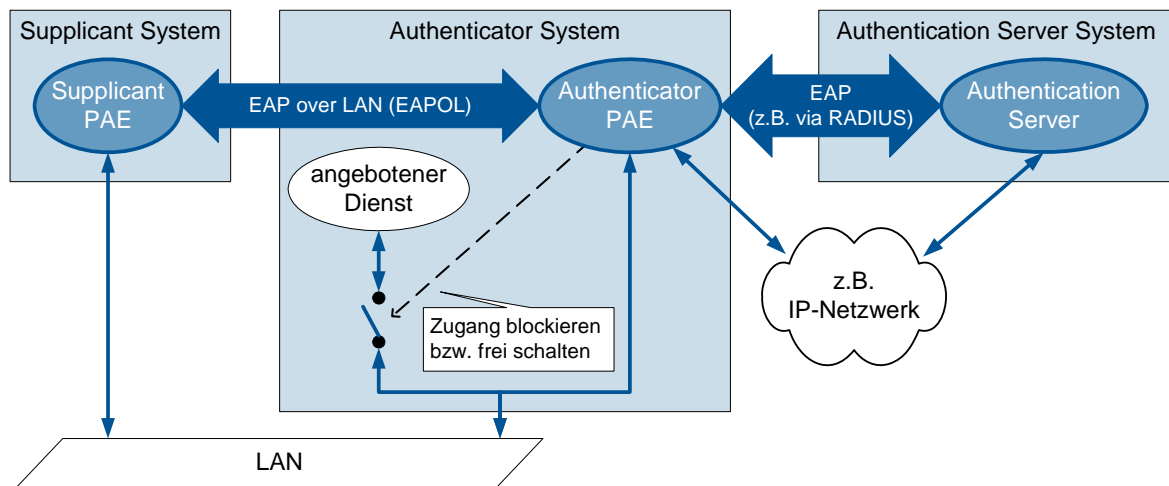 Supplicant System
Authenticator System
Authentication Server System
Supplicant
PAE
EAP over LAN (EAPOL)
Authenticator
PAE
EAP
(z.B. via RADIUS)
Authentication
Server
angebotener
Dienst
Zugang blockieren
bzw. frei schalten
z.B.
IP-Netzwerk
LAN